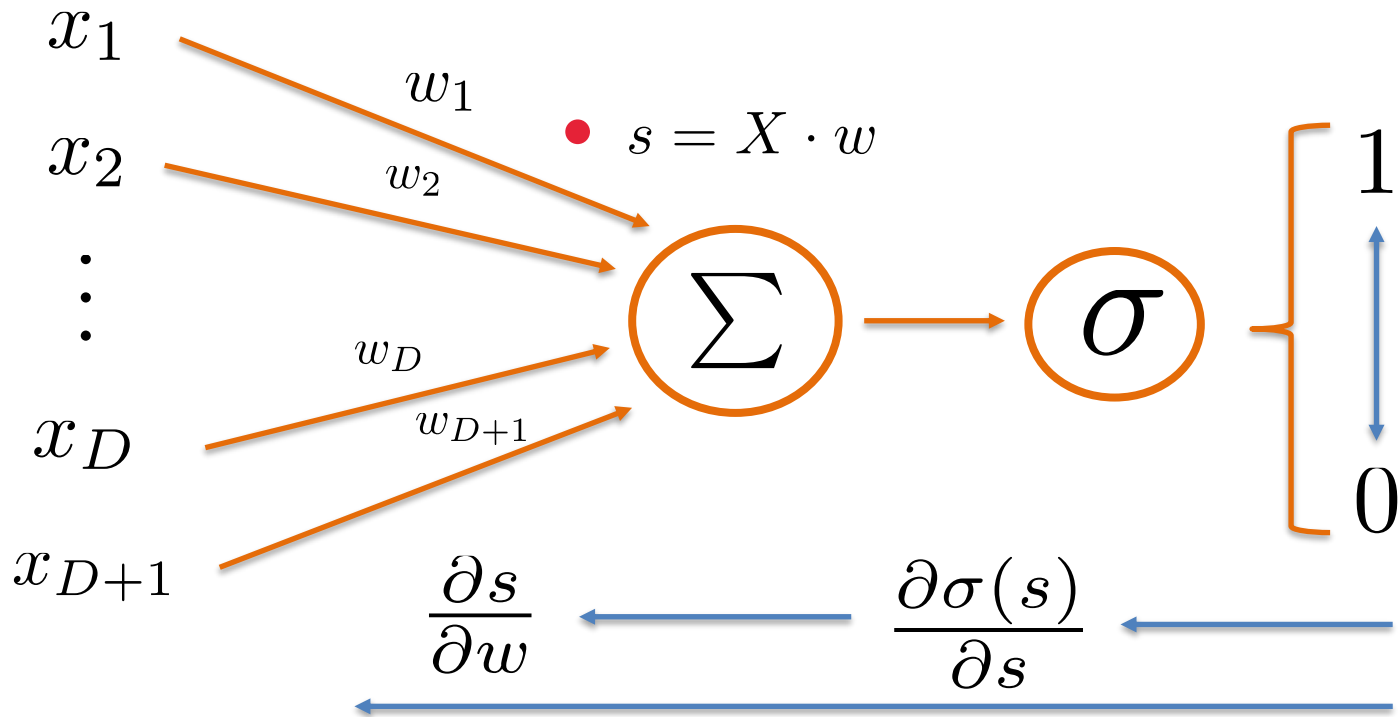 x_1
w_1
s = X · w
1
x_2
w_2
⋮
∑
σ
w_D
x_D
w_{D+1}
0
x_{D+1}
∂s/∂w
∂σ(s)/∂s